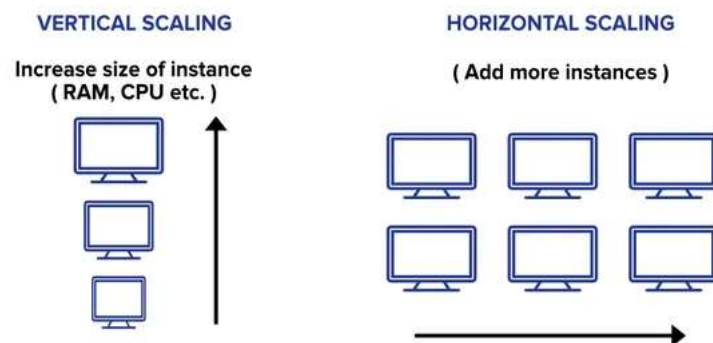 VERTICAL SCALING
Increase size of instance
( RAM, CPU etc. )
HORIZONTAL SCALING
( Add more instances )